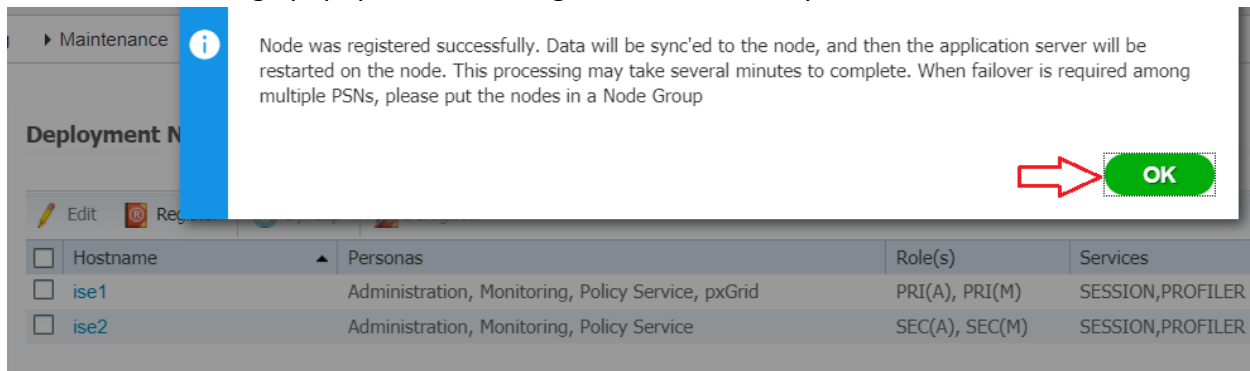 Maintenance
Node was registered successfully. Data will be sync'ed to the node, and then the application server will be
restarted on the node. This processing may take several minutes to complete. When failover is required among
multiple PSNs, please put the nodes in a Node Group
Deployment N
OK
Edit
Hostname Personas Role(s) Services
ise1 Administration, Monitoring, Policy Service, pxGrid PRI(A), PRI(M) SESSION,PROFILER
ise2 Administration, Monitoring, Policy Service SEC(A), SEC(M) SESSION,PROFILER